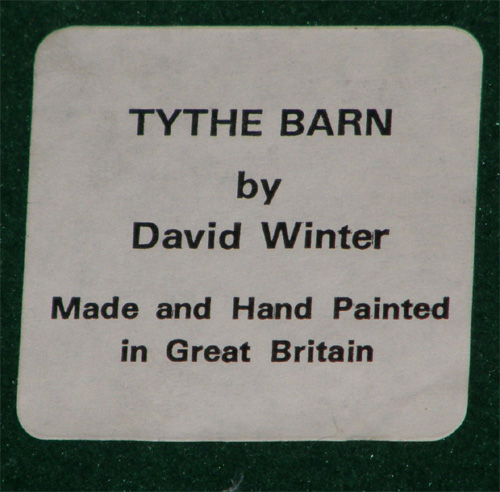 TYTHE BARN
by
David Winter
Made and Hand Painted
in Great Britain